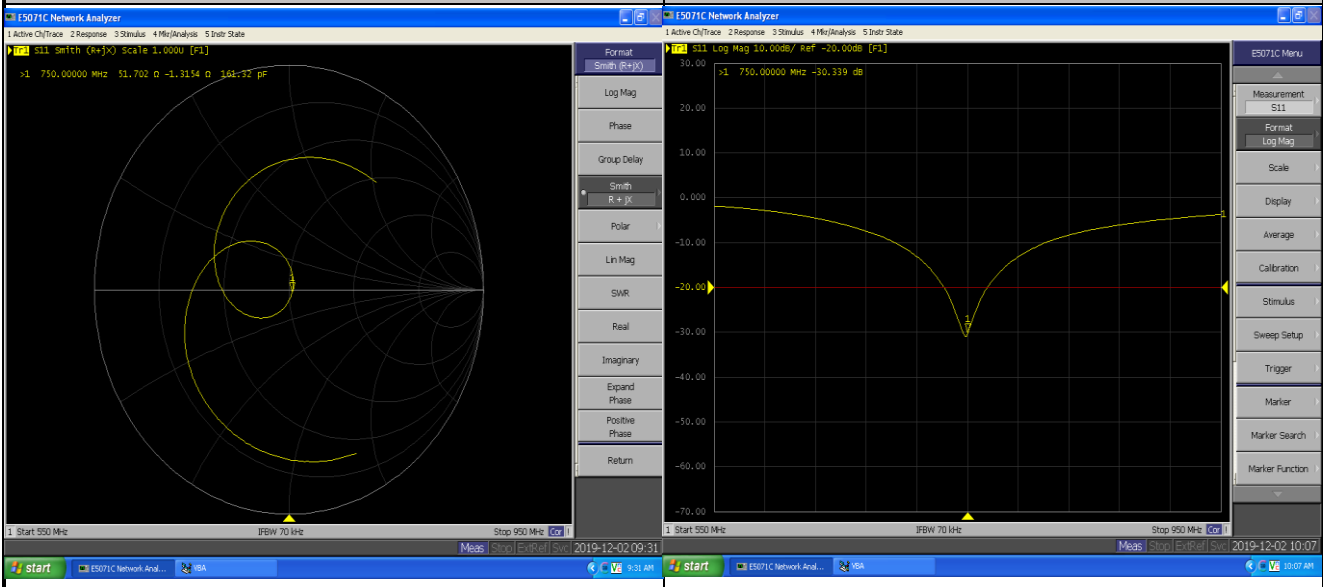 E5071C Network Analyzer
1 Active Ch/Trace 2 Response 3 Stimulus 4 Mkr/Analysis 5 Instr State
Tr1 S11 Smith (R+jX) Scale 1.000U [F1]
>1 750.00000 MHz 51.702 Ω -1.3154 Ω 161.32 pF
1
Format
Smith (R+jX)
Log Mag
Phase
Group Delay
Smith
R + jX
Polar
Lin Mag
SWR
Real
Imaginary
Expand
Phase
Positive
Phase
Return
1 Start 550 MHz IFBW 70 kHz Stop 950 MHz Cor !
Meas Stop ExtRef Svc 2019-12-02 09:31
start E5071C Network Anal... VBA 9:31 AM
E5071C Network Analyzer
1 Active Ch/Trace 2 Response 3 Stimulus 4 Mkr/Analysis 5 Instr State
Tr1 S11 Log Mag 10.00dB/ Ref -20.00dB [F1]
30.00
>1 750.00000 MHz -30.339 dB
20.00
10.00
0.000
1
-10.00
-20.00
1
-30.00
-40.00
-50.00
-60.00
-70.00
E5071C Menu
Measurement
S11
Format
Log Mag
Scale
Display
Average
Calibration
Stimulus
Sweep Setup
Trigger
Marker
Marker Search
Marker Function
1 Start 550 MHz IFBW 70 kHz Stop 950 MHz Cor !
Meas Stop ExtRef Svc 2019-12-02 10:07
start E5071C Network Anal... VBA 10:07 AM